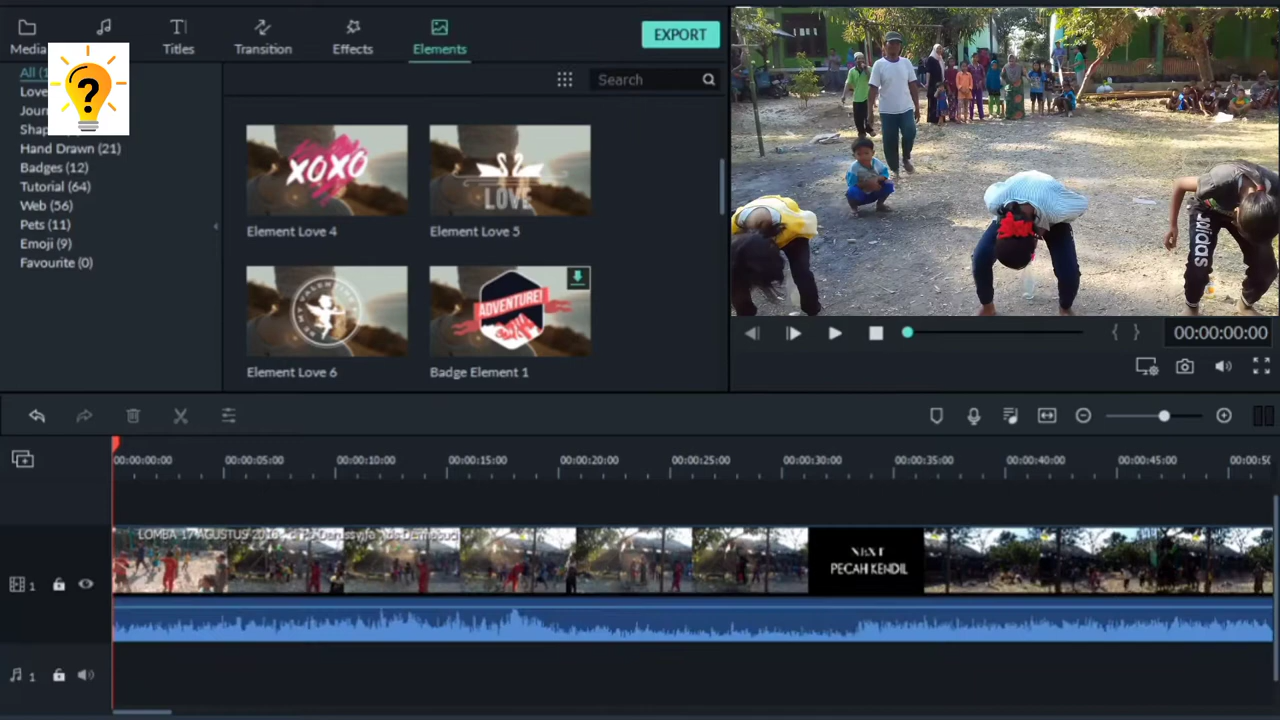 Media
Titles
Transition
Effects
Elements
EXPORT
All
Search
Love
Hand Drawn (21)
Badges (12)
Tutorial (64)
Web (56)
Pets (11)
Emoji (9)
Favourite (0)
XOXO
LOVE
Element Love 4
Element Love 5
ADVENTURE!
Element Love 6
Badge Element 1
?
adidas
00:00:00:00
00:00:00:00
00:00:05:00
00:00:10:00
00:00:15:00
00:00:20:00
00:00:25:00
00:00:30:00
00:00:35:00
00:00:40:00
00:00:45:00
00:00:50
LOMBA 17 AGUSTUS 2016
NEXT
PECAH KENDIL
1
1